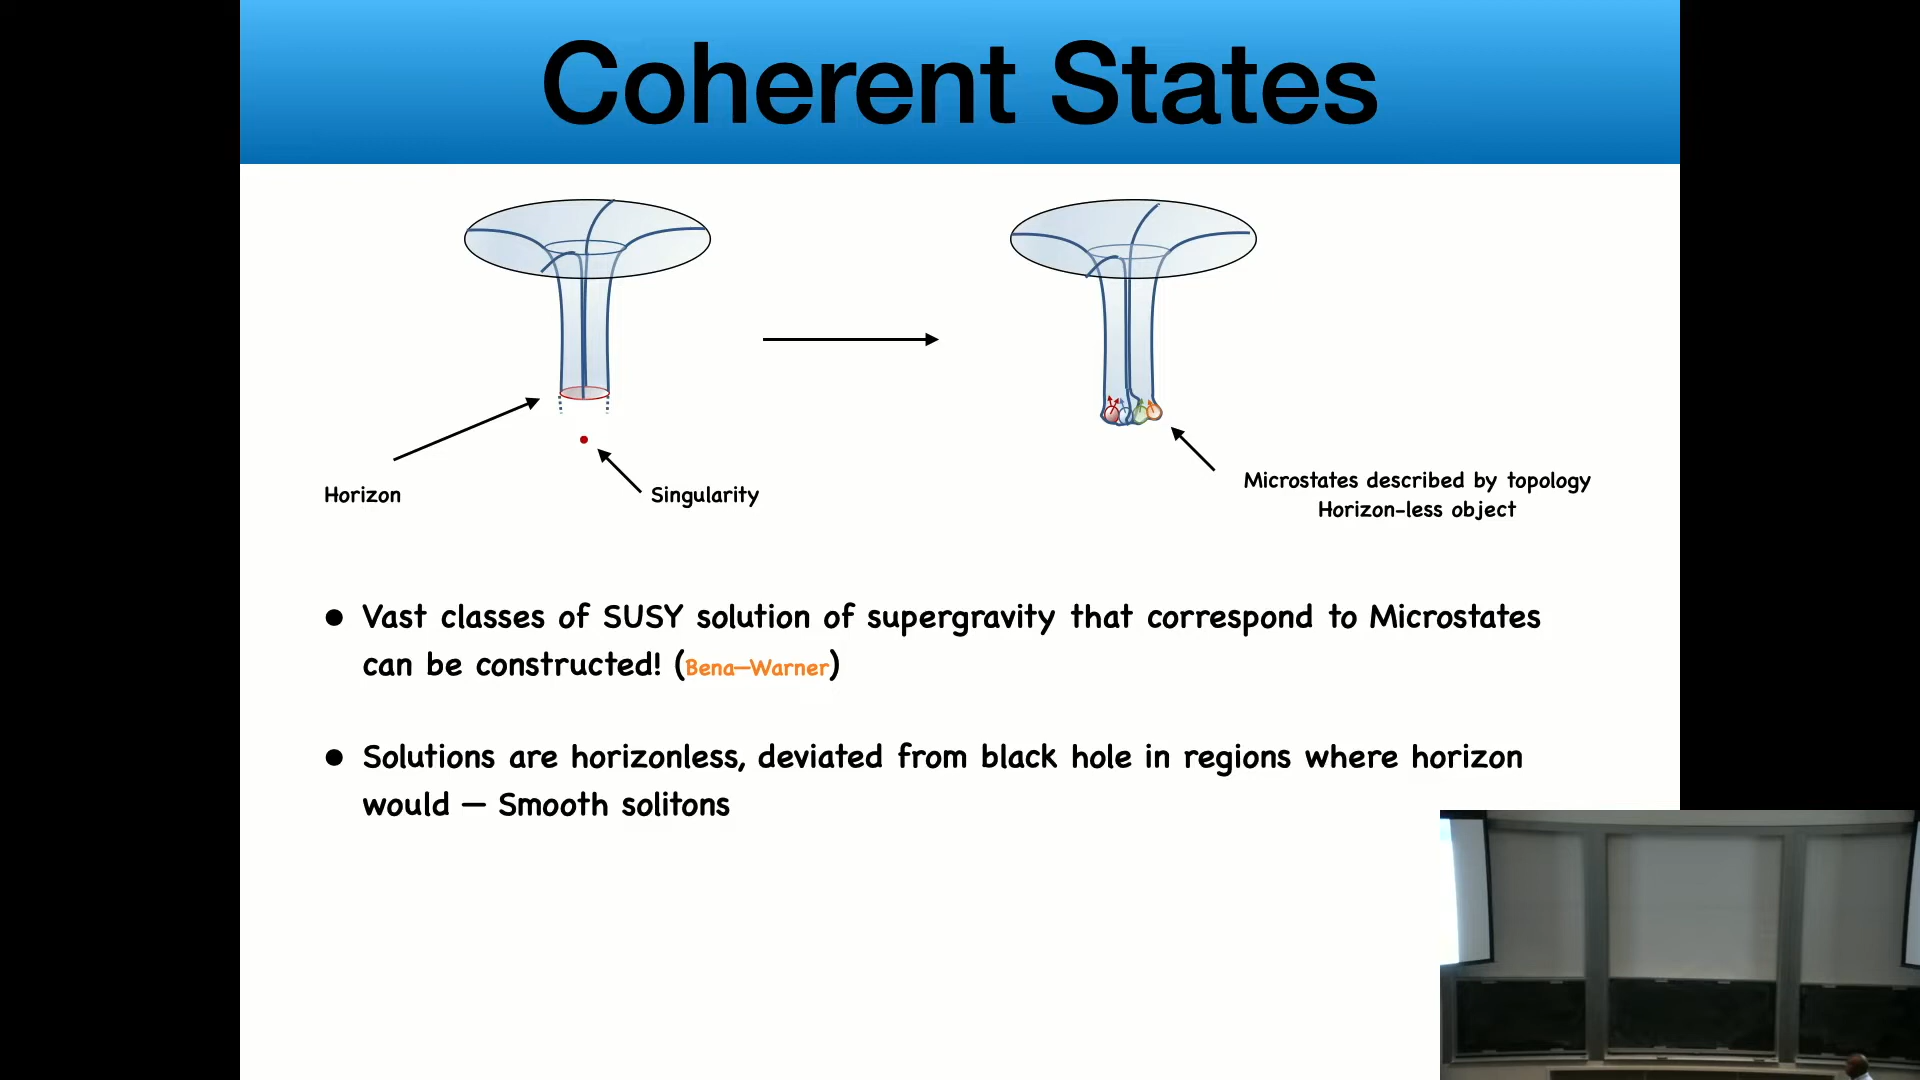 Coherent States
Horizon
Singularity
Microstates described by topology
Horizon-less object
● Vast classes of SUSY solution of supergravity that correspond to Microstates
can be constructed! (Bena—Warner)
● Solutions are horizonless, deviated from black hole in regions where horizon
would — Smooth solitons